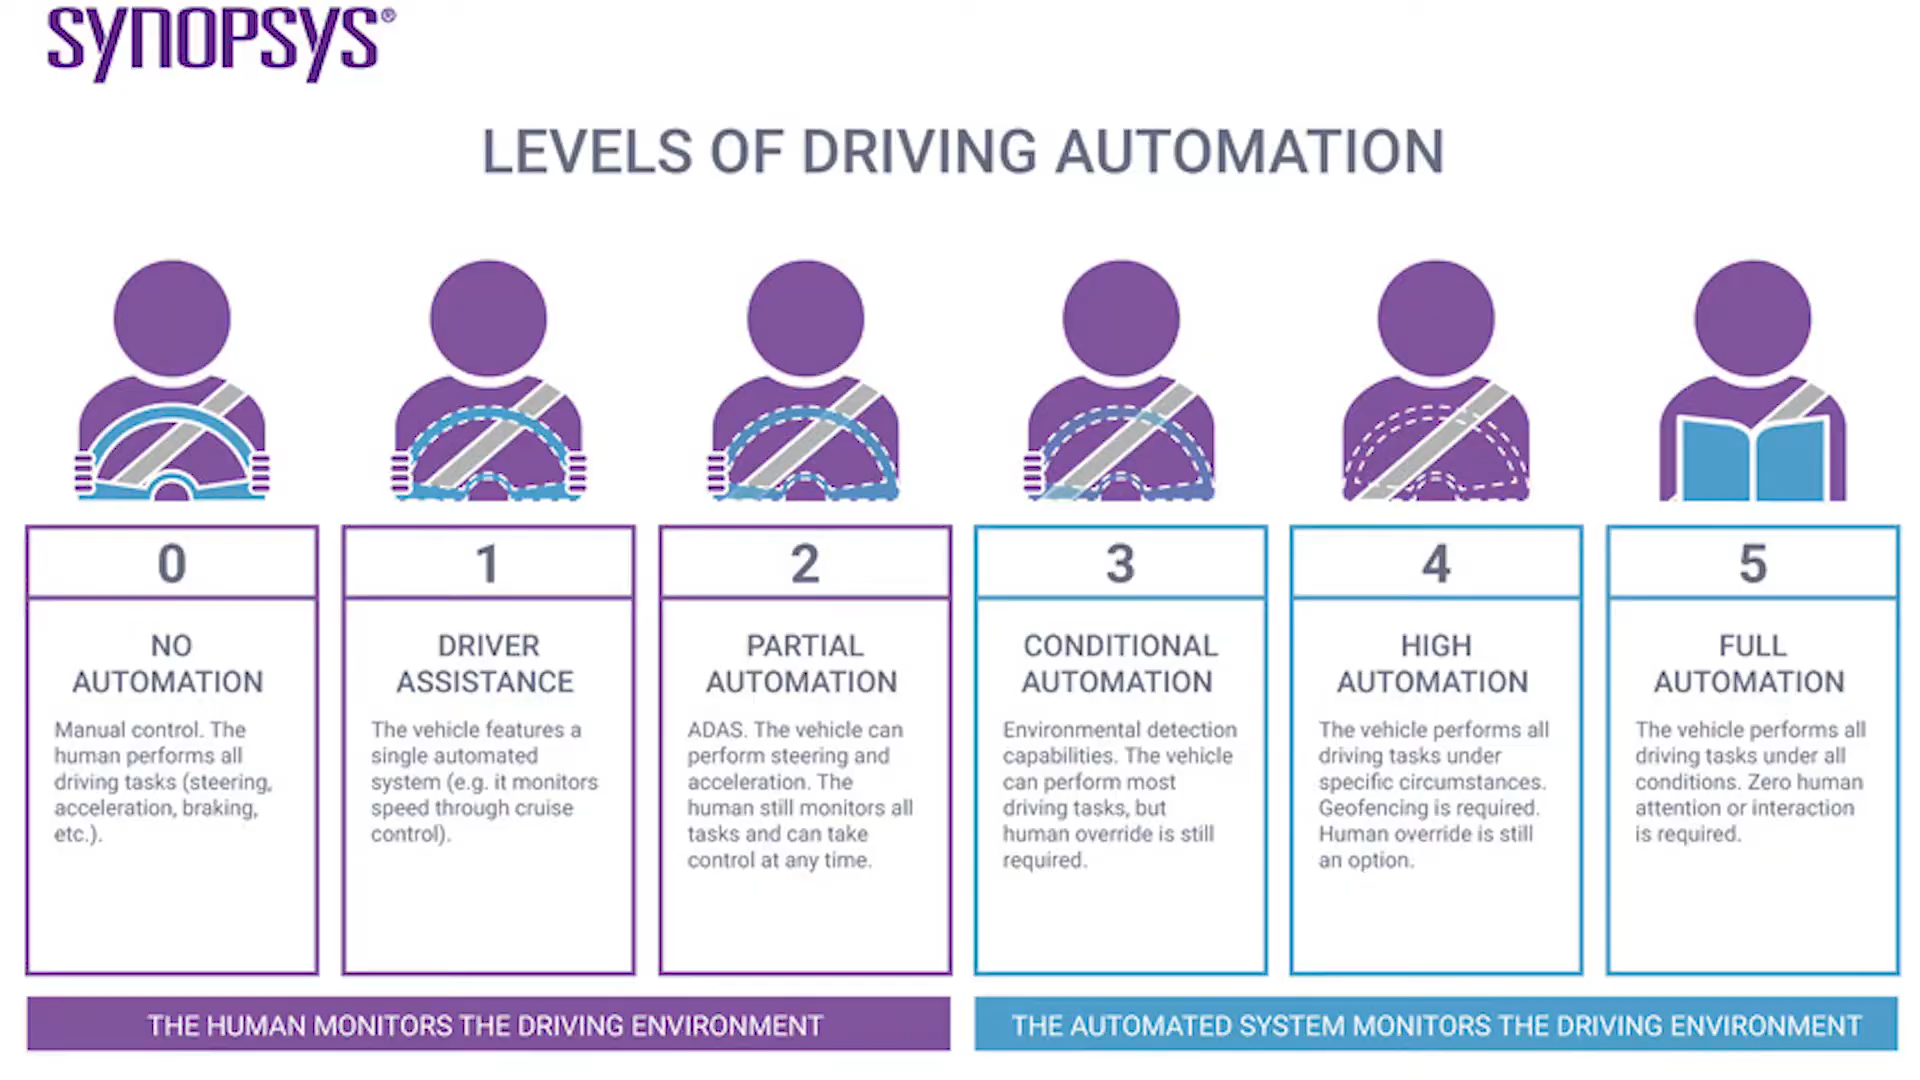 SYNOPSYS®
LEVELS OF DRIVING AUTOMATION
0
NO
AUTOMATION
Manual control. The
human performs all
driving tasks (steering,
acceleration, braking,
etc.).
1
DRIVER
ASSISTANCE
The vehicle features a
single automated
system (e.g. it monitors
speed through cruise
control).
2
PARTIAL
AUTOMATION
ADAS. The vehicle can
perform steering and
acceleration. The
human still monitors all
tasks and can take
control at any time.
3
CONDITIONAL
AUTOMATION
Environmental detection
capabilities. The vehicle
can perform most
driving tasks, but
human override is still
required.
4
HIGH
AUTOMATION
The vehicle performs all
driving tasks under
specific circumstances.
Geofencing is required.
Human override is still
an option.
5
FULL
AUTOMATION
The vehicle performs all
driving tasks under all
conditions. Zero human
attention or interaction
is required.
THE HUMAN MONITORS THE DRIVING ENVIRONMENT
THE AUTOMATED SYSTEM MONITORS THE DRIVING ENVIRONMENT